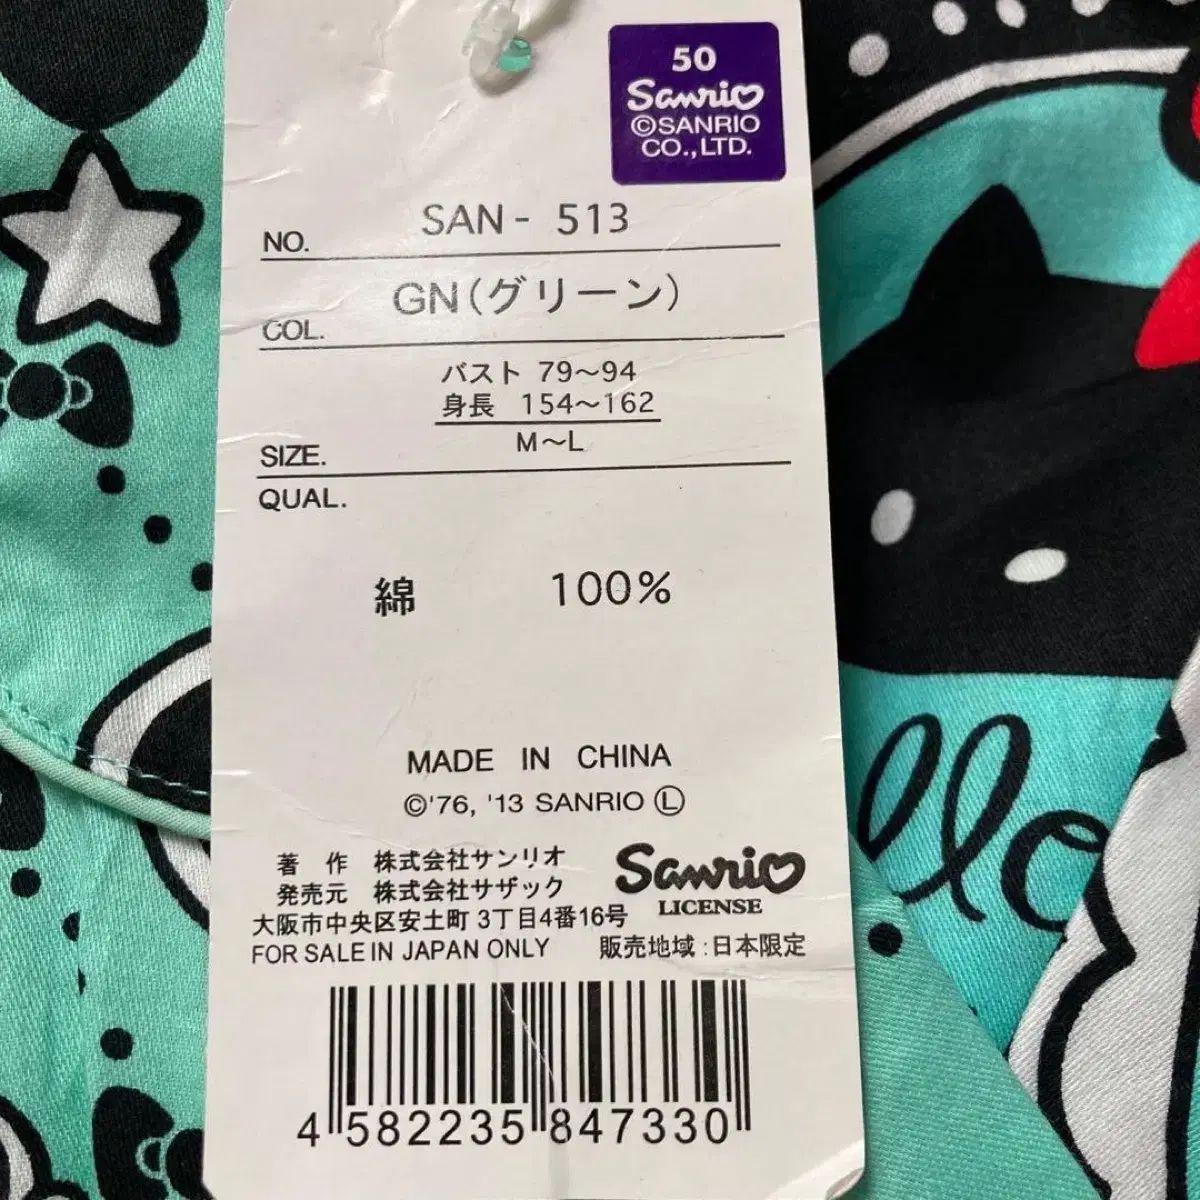 50
Sanrio
©SANRIO
CO.,LTD.
NO. SAN- 513
COL. GN(グリーン)
バスト 79〜94
身長 154〜162
SIZE. M〜L
QUAL.
綿 100%
MADE IN CHINA
©'76, '13 SANRIO Ⓛ
著 作 株式会社サンリオ
発売元 株式会社サザック
Sanrio
LICENSE
大阪市中央区安土町 3丁目4番16号
FOR SALE IN JAPAN ONLY 販売地域:日本限定
4 582235 847330
llo